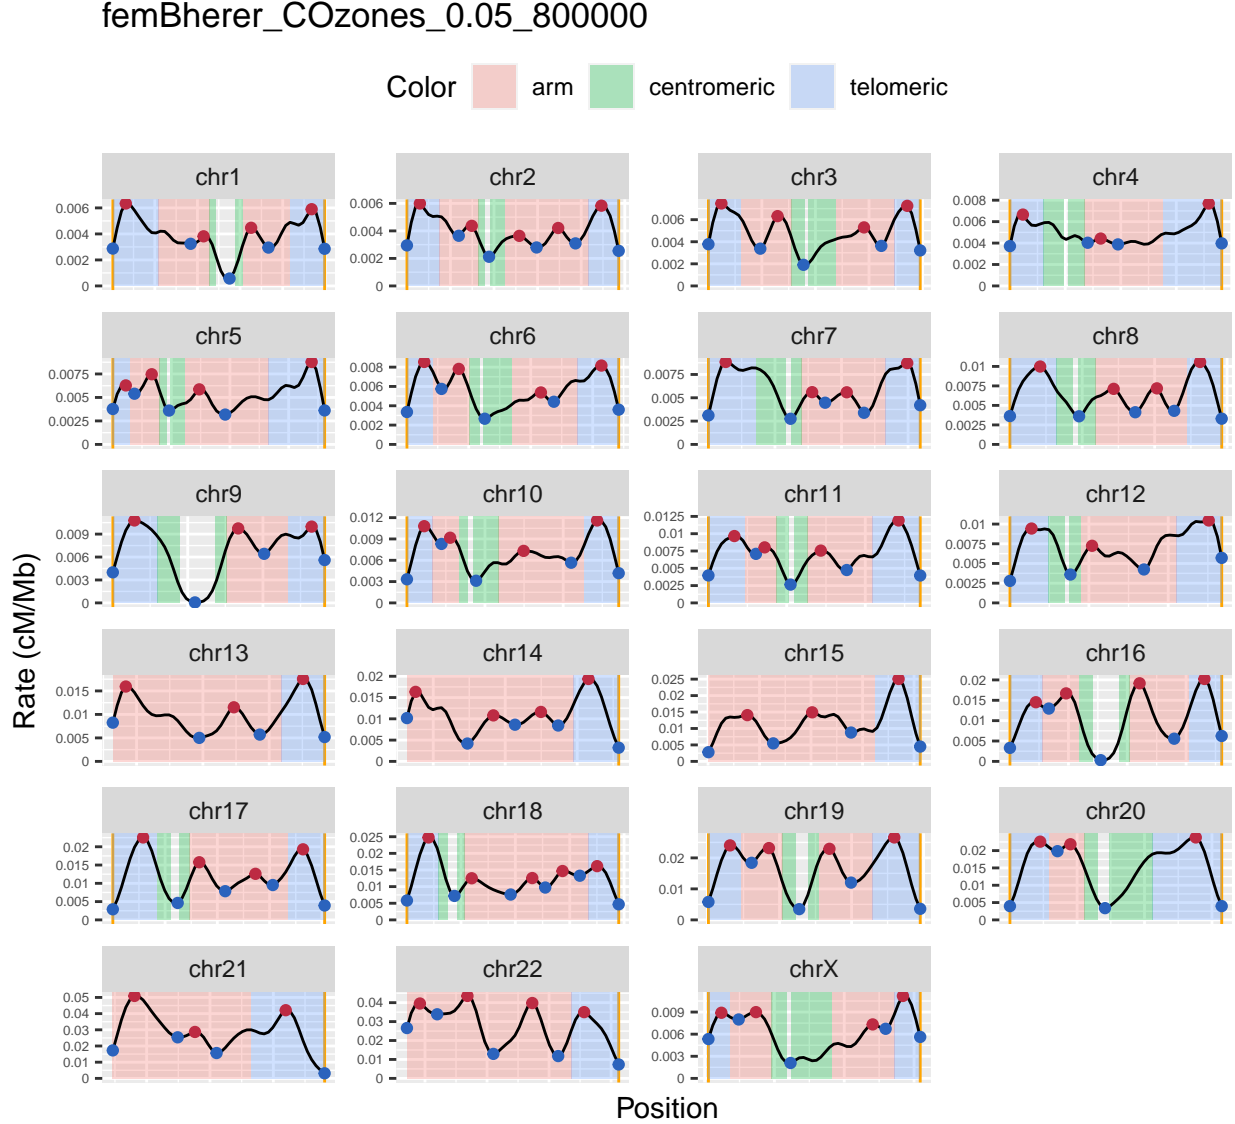 femBherer_COzones_0.05_800000
Color arm centromeric telomeric
chr1 chr2 chr3 chr4
0.006 0.004 0.002 0
0.006 0.004 0.002 0
0.006 0.004 0.002 0
0.008 0.006 0.004 0.002 0
chr5 chr6 chr7 chr8
0.0075 0.005 0.0025 0
0.008 0.006 0.004 0.002 0
0.0075 0.005 0.0025 0
0.01 0.0075 0.005 0.0025 0
chr9 chr10 chr11 chr12
0.009 0.006 0.003 0
0.012 0.009 0.006 0.003 0
0.0125 0.01 0.0075 0.005 0.0025 0
0.01 0.0075 0.005 0.0025 0
chr13 chr14 chr15 chr16
0.015 0.01 0.005 0
0.02 0.015 0.01 0.005 0
0.025 0.02 0.015 0.01 0.005 0
0.02 0.015 0.01 0.005 0
chr17 chr18 chr19 chr20
0.02 0.015 0.01 0.005 0
0.025 0.02 0.015 0.01 0.005 0
0.02 0.01 0
0.02 0.015 0.01 0.005 0
chr21 chr22 chrX
0.05 0.04 0.03 0.02 0.01 0
0.04 0.03 0.02 0.01 0
0.009 0.006 0.003 0
Rate (cM/Mb)
Position